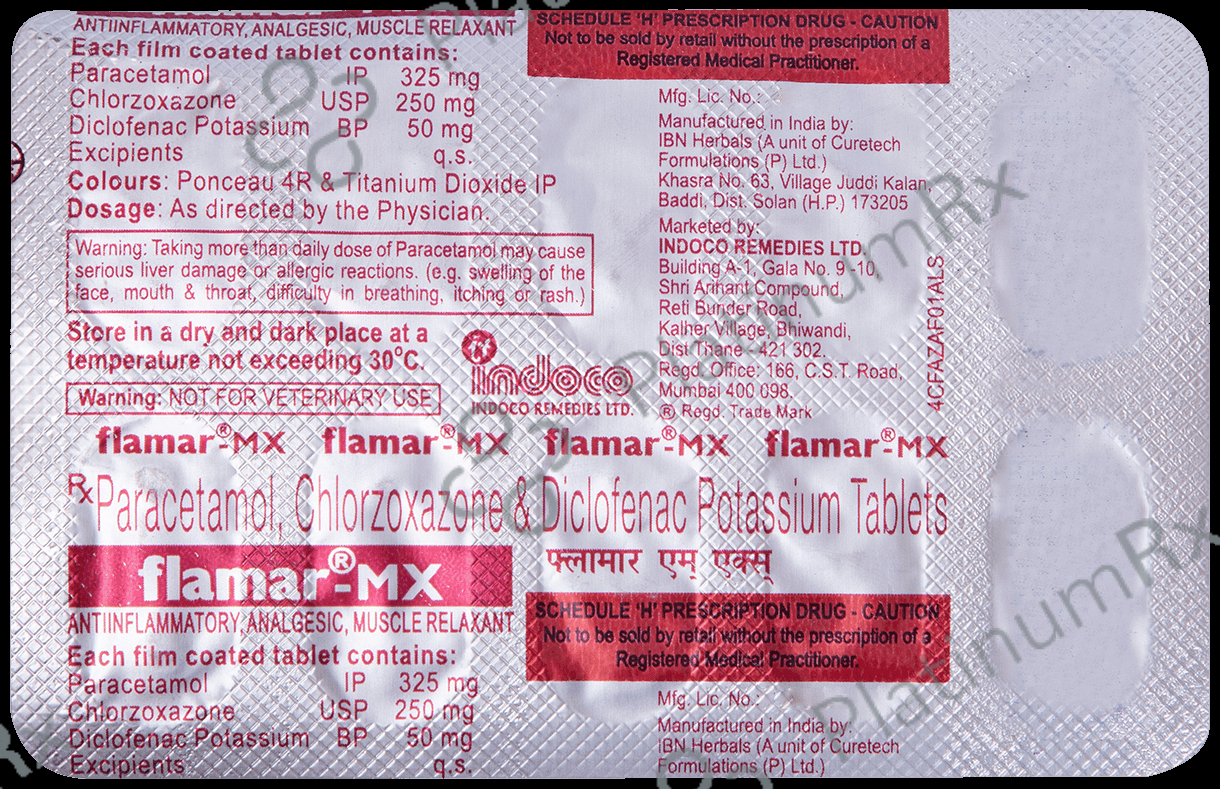 ANTIINFLAMMATORY, ANALGESIC, MUSCLE RELAXANT
Each film coated tablet contains:
Paracetamol IP 325 mg
Chlorzoxazone USP 250 mg
Diclofenac Potassium BP 50 mg
Excipients q.s.
Colours: Ponceau 4R & Titanium Dioxide IP
Dosage: As directed by the Physician.
Warning: Taking more than daily dose of Paracetamol may cause
serious liver damage or allergic reactions. (e.g. swelling of the
face, mouth & throat, difficulty in breathing, itching or rash.)
Store in a dry and dark place at a
temperature not exceeding 30°C.
Warning: NOT FOR VETERINARY USE
indoco
INDOCO REMEDIES LTD.
SCHEDULE 'H' PRESCRIPTION DRUG - CAUTION
Not to be sold by retail without the prescription of a
Registered Medical Practitioner.
Mfg. Lic. No.:
Manufactured in India by:
IBN Herbals (A unit of Curetech
Formulations (P) Ltd.)
Khasra No. 63, Village Juddi Kalan,
Baddi, Dist. Solan (H.P.) 173205
Marketed by:
INDOCO REMEDIES LTD.
Building A-1, Gala No. 9 -10,
Shri Arihant Compound,
Reti Bunder Road,
Kalher Village, Bhiwandi,
Dist Thane - 421 302.
Regd. Office: 166, C.S.T. Road,
Mumbai 400 098.
® Regd. Trade Mark
4CFAZAF01ALS
flamar®-MX flamar®-MX flamar®-MX flamar®-MX
Rx Paracetamol, Chlorzoxazone & Diclofenac Potassium Tablets
flamar®-MX
फ्लामार एम् एक्स्
ANTIINFLAMMATORY, ANALGESIC, MUSCLE RELAXANT
Each film coated tablet contains:
Paracetamol IP 325 mg
Chlorzoxazone USP 250 mg
Diclofenac Potassium BP 50 mg
Excipients q.s.
SCHEDULE 'H' PRESCRIPTION DRUG - CAUTION
Not to be sold by retail without the prescription of a
Registered Medical Practitioner.
Mfg. Lic. No.:
Manufactured in India by:
IBN Herbals (A unit of Curetech
Formulations (P) Ltd.)
PlatinumRx
PlatinumRx